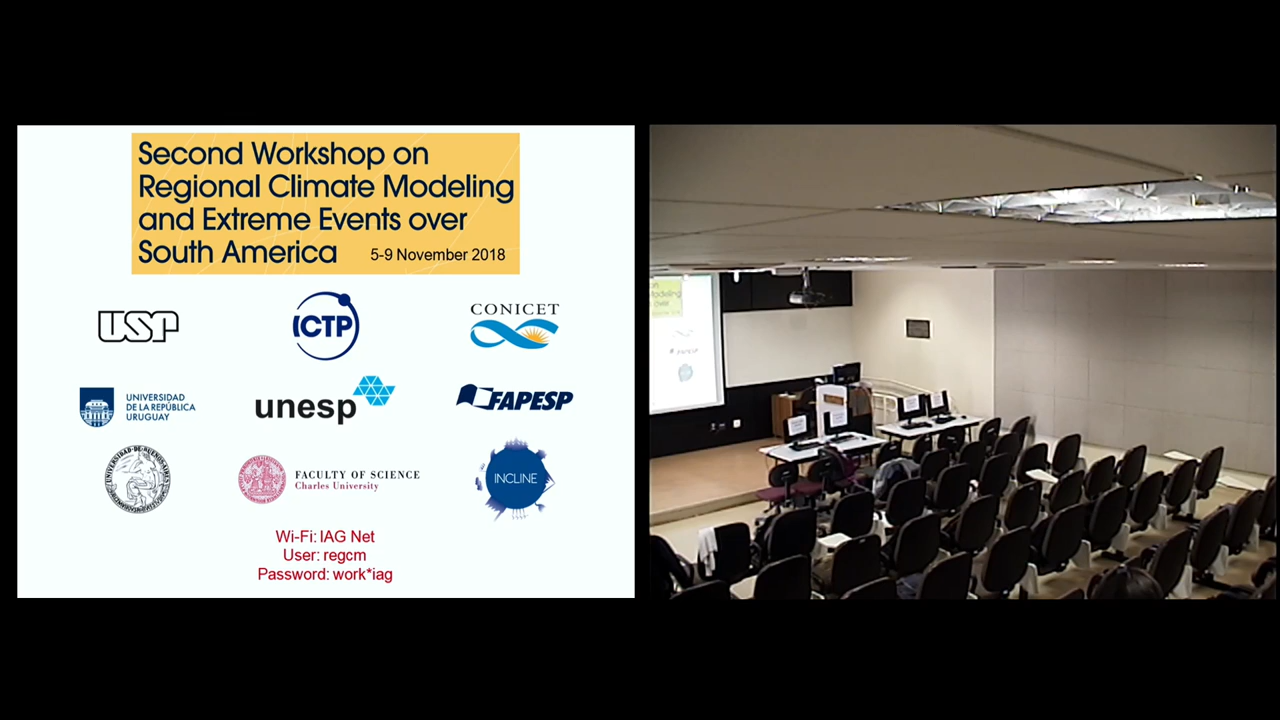 Second Workshop on
Regional Climate Modeling
and Extreme Events over
South America
5-9 November 2018
USP
ICTP
CONICET
UNIVERSIDAD
DE LA REPÚBLICA
URUGUAY
unesp
FAPESP
FACULTY OF SCIENCE
Charles University
INCLINE
Wi-Fi: IAG Net
User: regcm
Password: work*iag